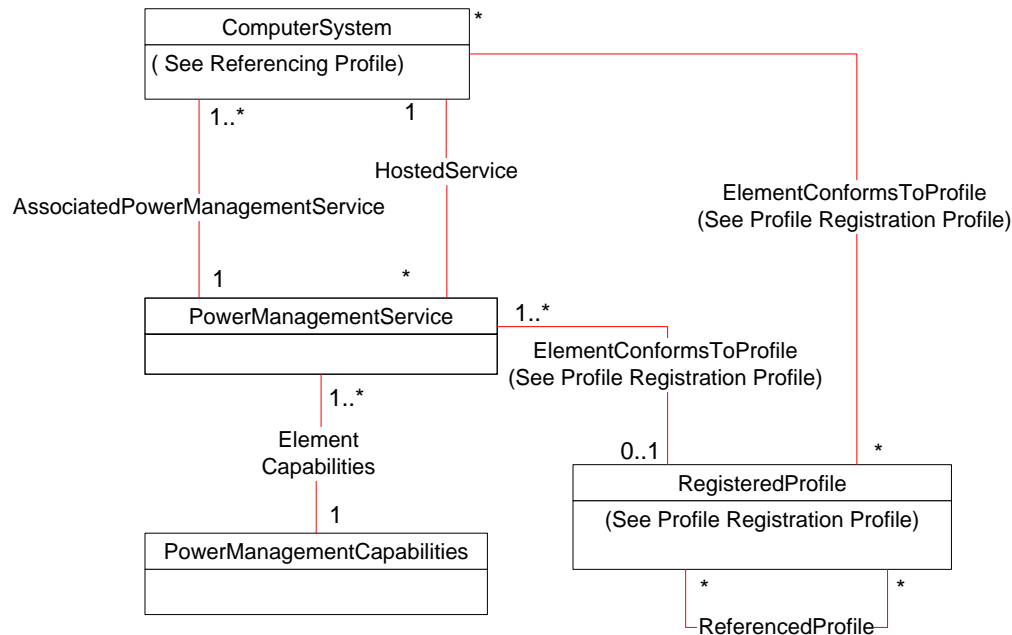 ComputerSystem
*
( See Referencing Profile)
1..*
1
HostedService
ElementConformsToProfile
(See Profile Registration Profile)
AssociatedPowerManagementService
1
*
PowerManagementService
1..*
ElementConformsToProfile
(See Profile Registration Profile)
1..*
Element
Capabilities
0..1
*
RegisteredProfile
(See Profile Registration Profile)
1
PowerManagementCapabilities
*
*
ReferencedProfile